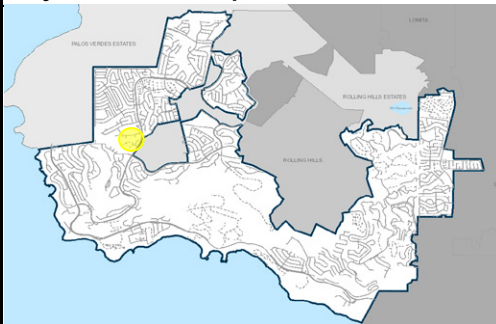 LOMITA
PALOS VERDES ESTATES
ROLLING HILLS ESTATES
ROLLING HILLS